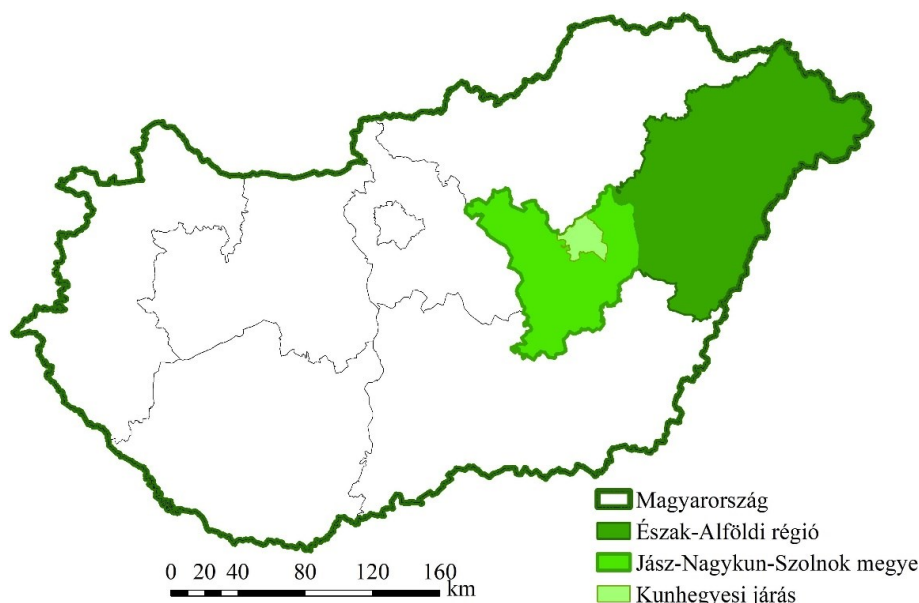 Magyarország
Észak-Alföldi régió
Jász-Nagykun-Szolnok megye
Kunhegyesi járás
0 20 40 80 120 160
km